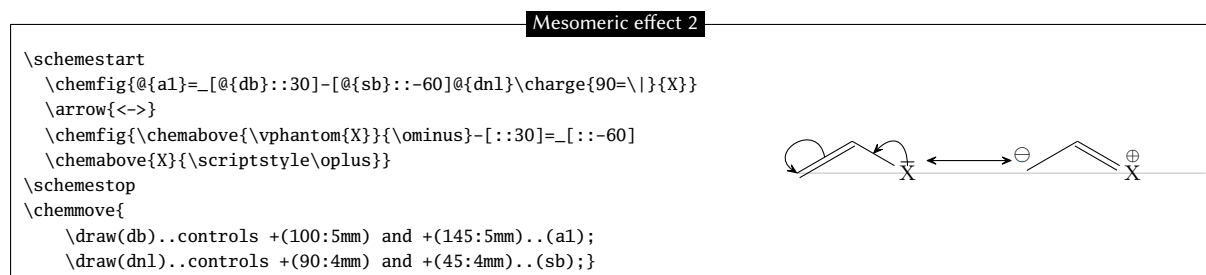 Mesomeric effect 2
\schemestart
\chemfig{@{a1}=_[@{db}::30]-[@{sb}::-60]@{dnl}\charge{90=\|}{X}}
\arrow{<->}
\chemfig{\chemabove{\vphantom{X}}{\ominus}-[::30]=_[::-60]
\chemabove{X}{\scriptstyle\oplus}}
\schemestop
\chemmove{
\draw(db)..controls +(100:5mm) and +(145:5mm)..(a1);
\draw(dnl)..controls +(90:4mm) and +(45:4mm)..(sb);}
X ⊖ ⊕ X